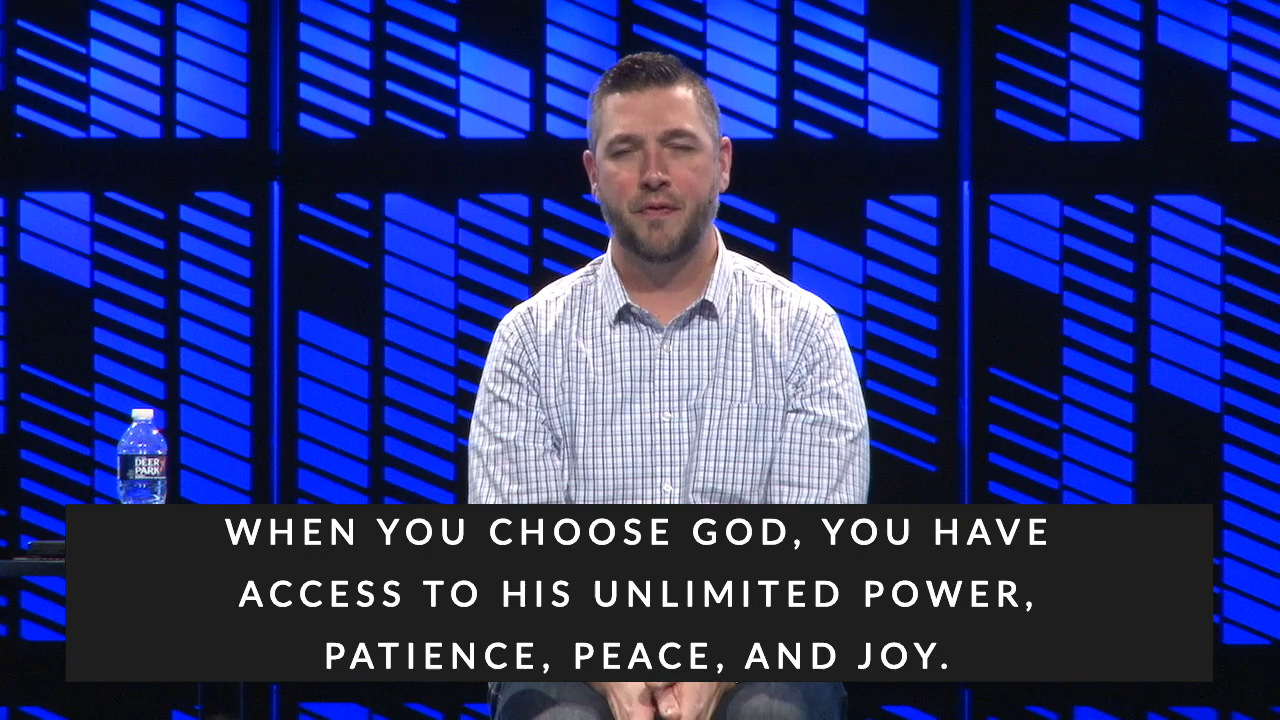 DEER
PARK
WHEN YOU CHOOSE GOD, YOU HAVE
ACCESS TO HIS UNLIMITED POWER,
PATIENCE, PEACE, AND JOY.